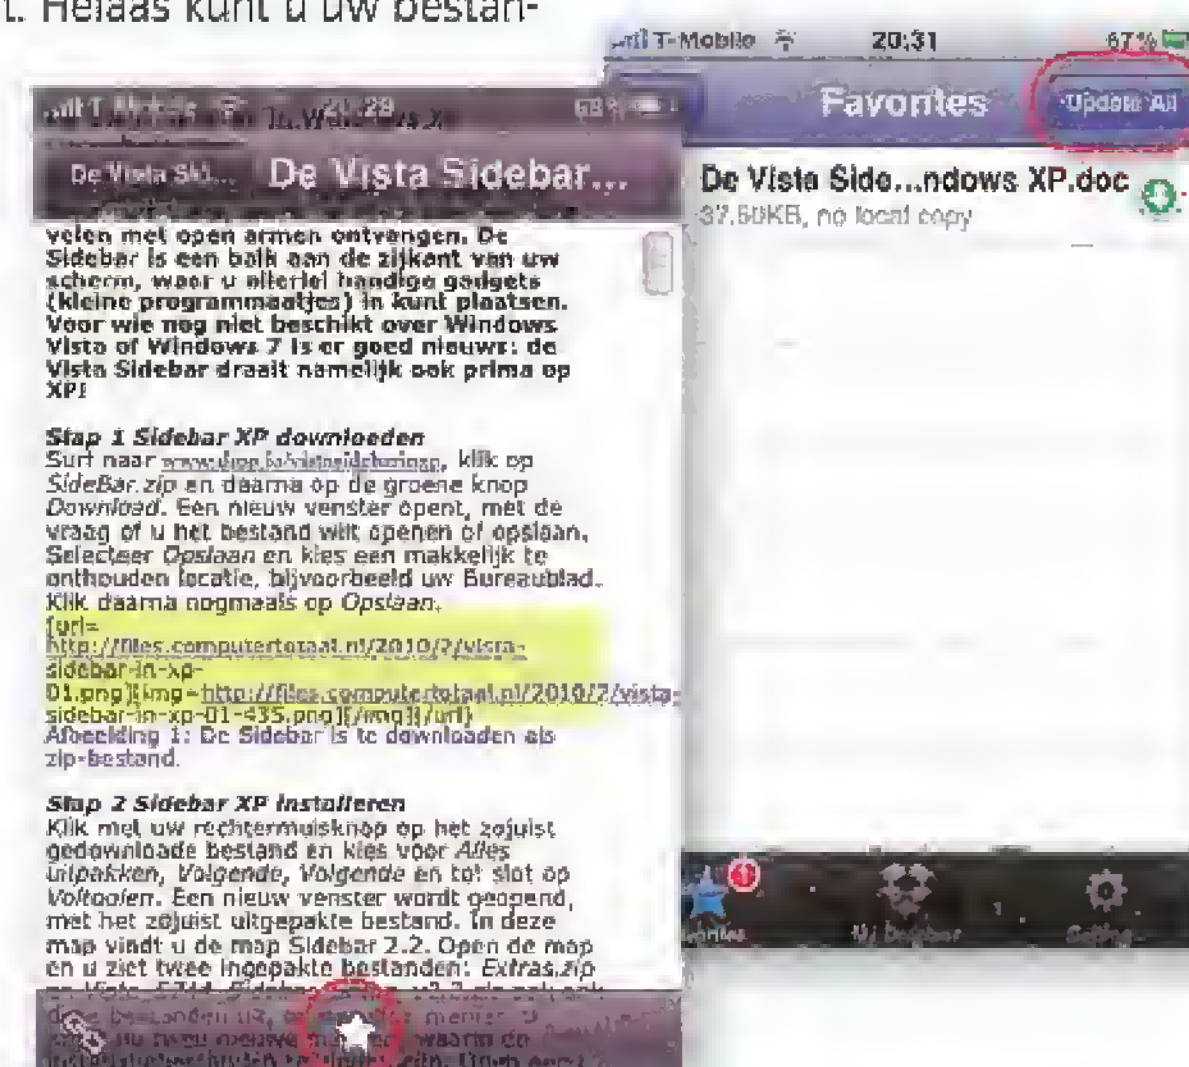 t. Helaas kunt u uw bestan-
T-Mobile 20:31 67%
Favorites Update All
De Vista Side...ndows XP.doc
37,50KB, no local copy
De Vista Si... De Vista Sidebar...
velen met open armen ontvangen. De
Sidebar is een balk aan de zijkant van uw
scherm, waar u allerlei handige gadgets
(kleine programmaatjes) in kunt plaatsen.
Voor wie nog niet beschikt over Windows
Vista of Windows 7 is er goed nieuws: de
Vista Sidebar draait namelijk ook prima op
XP!
Stap 1 Sidebar XP downloaden
Surf naar klik op
SideBar.zip en daarna op de groene knop
Download. Een nieuw venster opent, met de
vraag of u het bestand wilt openen of opslaan.
Selecteer Opslaan en kies een makkelijk te
onthouden locatie, bijvoorbeeld uw Bureaublad.
Klik daarna nogmaals op Opslaan.
[url=
http://files.computertotaal.nl/2010/2/vista-
sidebar-in-xp-
01.png][img=http://files.computertotaal.nl/2010/2/vista-
sidebar-in-xp-01-435.png][/img][/url]
Afbeelding 1: De Sidebar is te downloaden als
zip-bestand.
Stap 2 Sidebar XP installeren
Klik met uw rechtermuisknop op het zojuist
gedownloade bestand en kies voor Alles
uitpakken, Volgende, Volgende en tot slot op
Voltooien. Een nieuw venster wordt geopend,
met het zojuist uitgepakte bestand. In deze
map vindt u de map Sidebar 2.2. Open de map
en u ziet twee ingepakte bestanden: Extras.zip